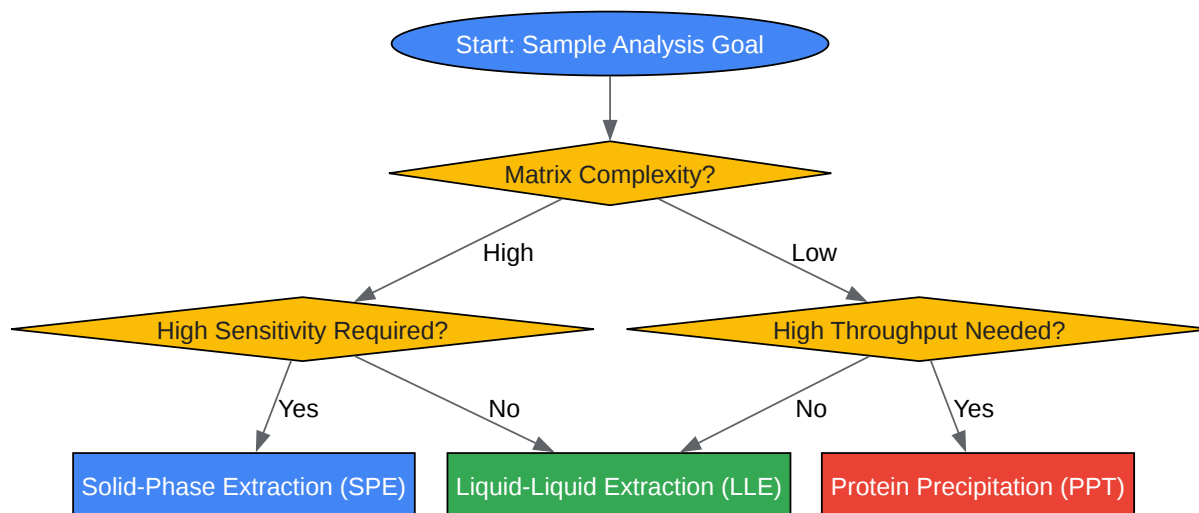 Start: Sample Analysis Goal
Matrix Complexity?
High
Low
High Sensitivity Required?
High Throughput Needed?
Yes
No
No
Yes
Solid-Phase Extraction (SPE)
Liquid-Liquid Extraction (LLE)
Protein Precipitation (PPT)